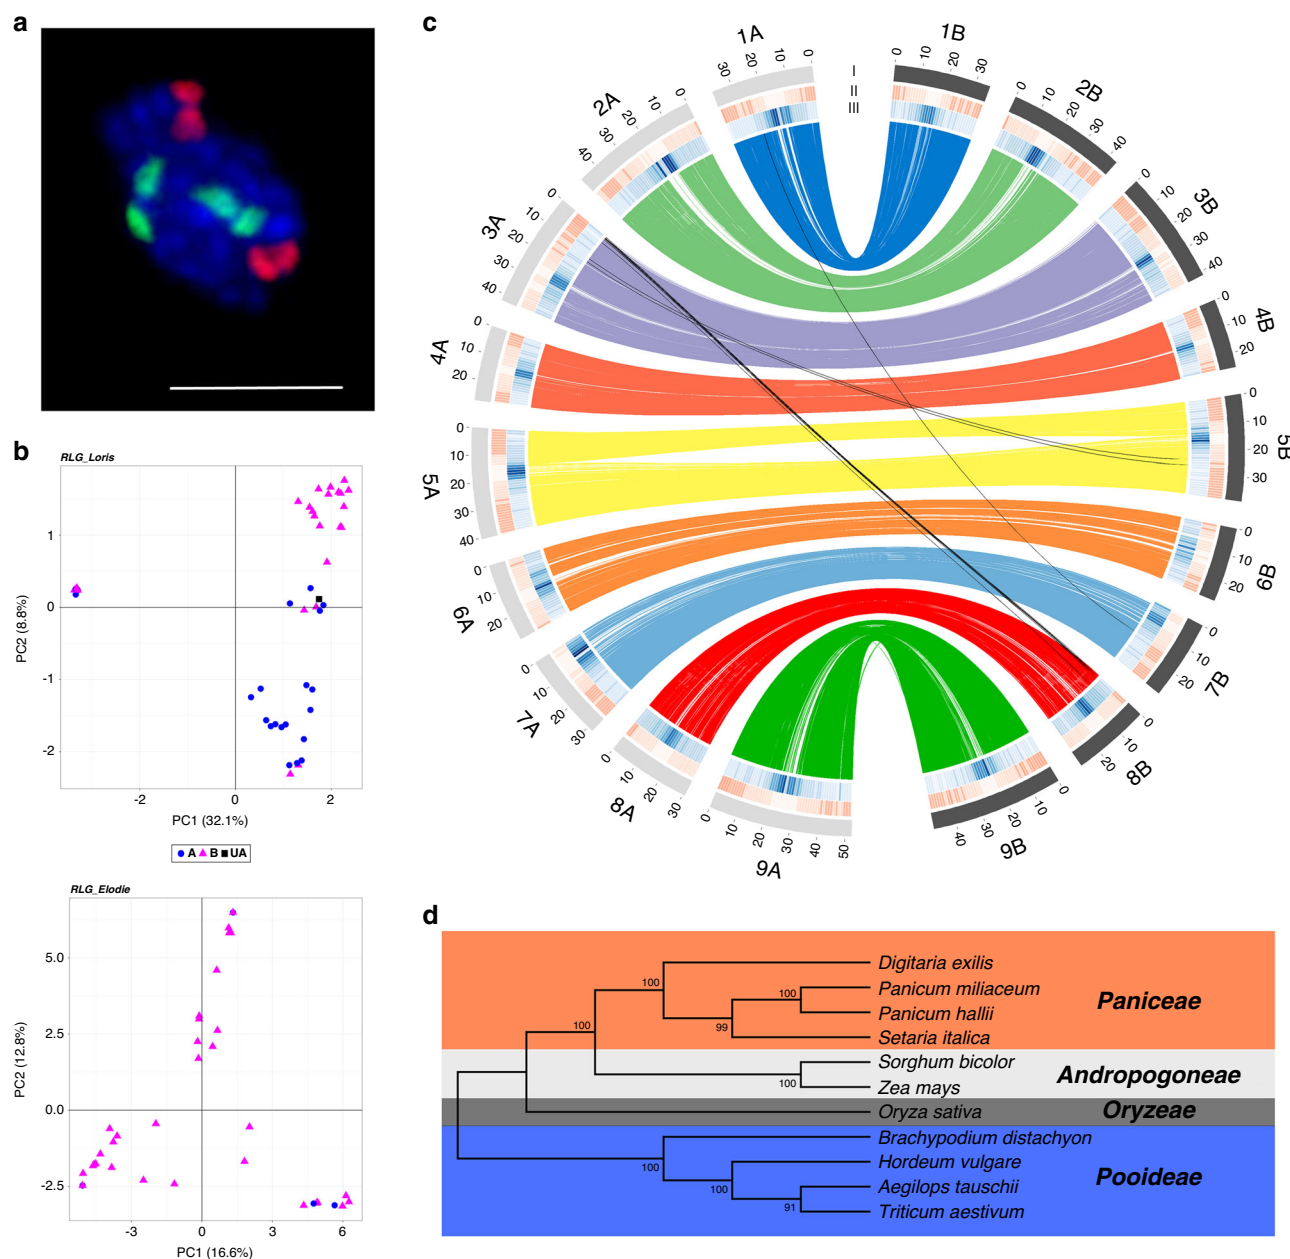 a
b
RLG_Loris
1
0
-1
-2
PC2 (8.8%)
-2
0
2
PC1 (32.1%)
A B UA
RLG_Elodie
5.0
2.5
0.0
-2.5
PC2 (12.8%)
-3
0
3
6
PC1 (16.6%)
c
I
II
III
1A
30 20 10 0
2A
40 30 20 10 0
3A
0 10 20 30 40
4A
0 10 20
5A
0 10 20 30 40
6A
0 10 20
7A
0 10 20 30
8A
0 10 20 30
9A
0 10 20 30 40 50
1B
0 10 20 30
2B
0 10 20 30 40
3B
0 10 20 30 40
4B
0 10 20
5B
0 10 20 30
6B
0 10 20
7B
0 10 20
8B
0 10 20
9B
0 10 20 30 40
d
Digitaria exilis
Panicum miliaceum
Panicum hallii
Setaria italica
Paniceae
Sorghum bicolor
Zea mays
Andropogoneae
Oryza sativa
Oryzeae
Brachypodium distachyon
Hordeum vulgare
Aegilops tauschii
Triticum aestivum
Pooideae
100
100
99
100
100
100
100
91